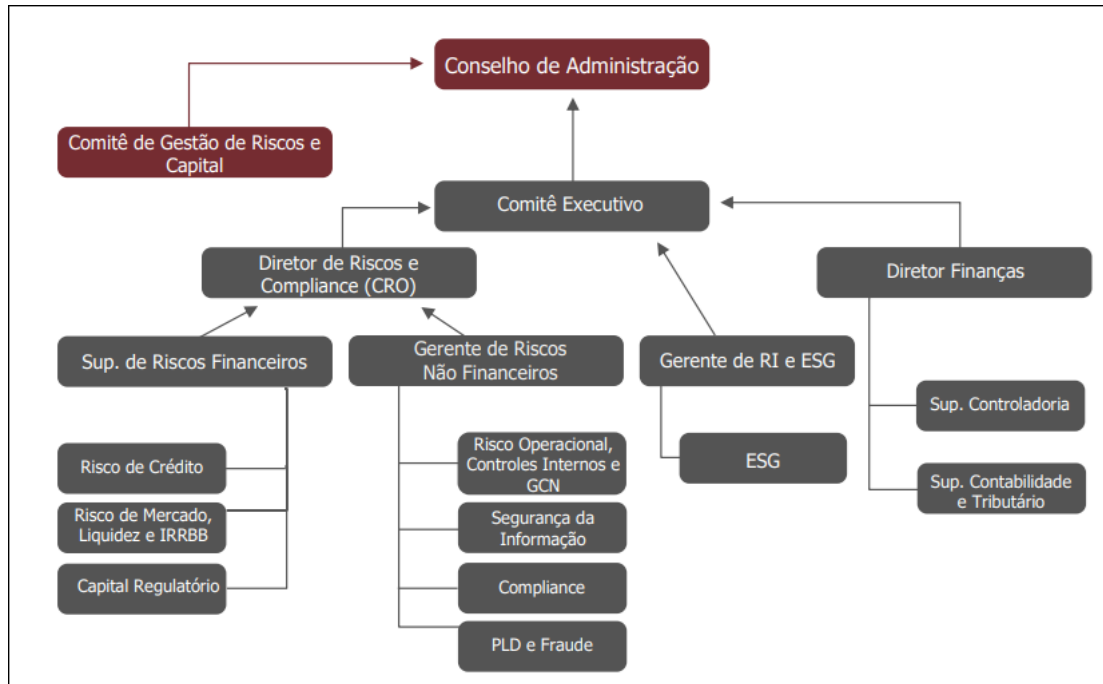 Conselho de Administração
Comitê de Gestão de Riscos e
Capital
Comitê Executivo
Diretor de Riscos e
Compliance (CRO)
Diretor Finanças
Sup. de Riscos Financeiros
Gerente de Riscos
Não Financeiros
Gerente de RI e ESG
Risco de Crédito
Risco de Mercado,
Liquidez e IRRBB
Capital Regulatório
Risco Operacional,
Controles Internos e
GCN
Segurança da
Informação
Compliance
PLD e Fraude
ESG
Sup. Controladoria
Sup. Contabilidade
e Tributário